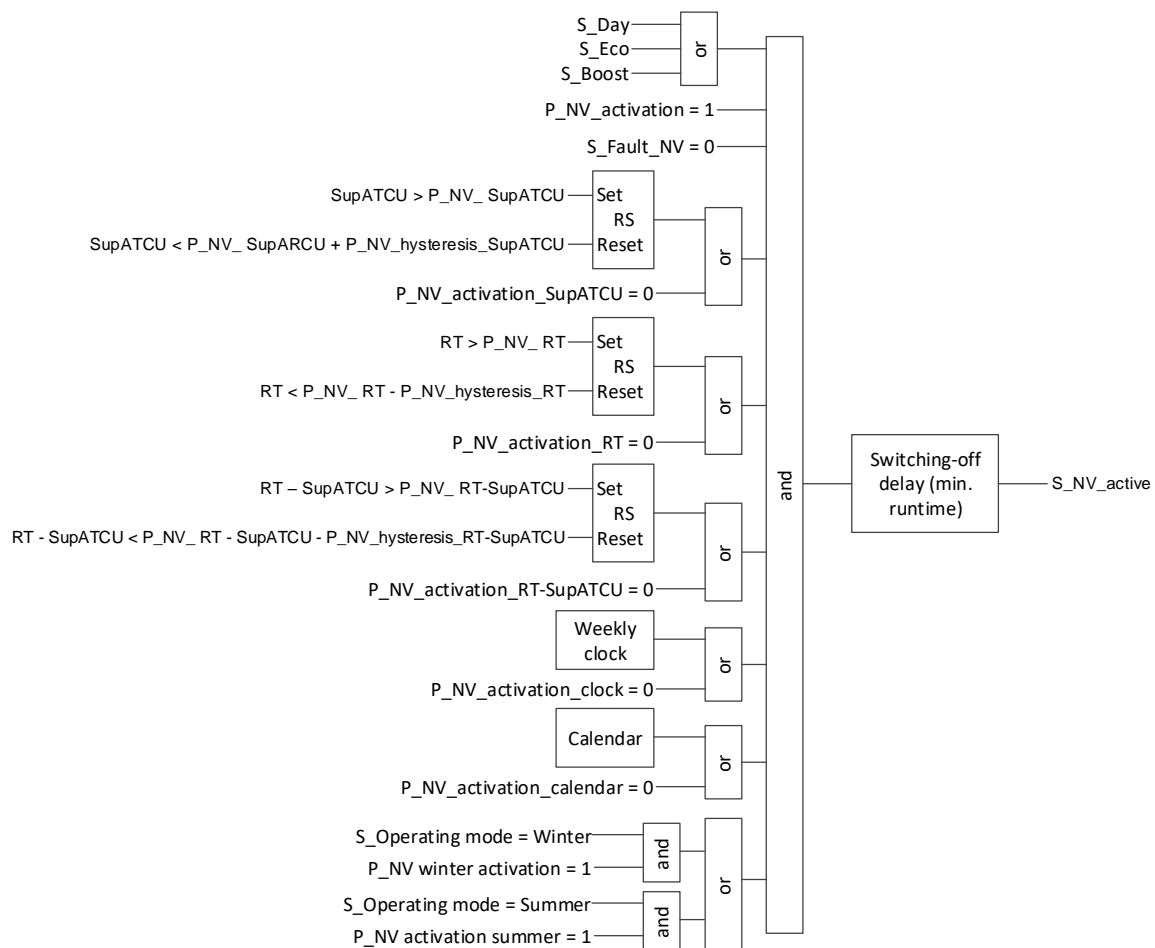 S_Day
S_Eco
S_Boost
or
P_NV_activation = 1
S_Fault_NV = 0
SupATCU > P_NV_ SupATCU
Set
RS
SupATCU < P_NV_ SupARCU + P_NV_hysteresis_SupATCU
Reset
or
P_NV_activation_SupATCU = 0
RT > P_NV_ RT
Set
RS
RT < P_NV_ RT - P_NV_hysteresis_RT
Reset
or
P_NV_activation_RT = 0
RT – SupATCU > P_NV_ RT-SupATCU
Set
RS
RT - SupATCU < P_NV_ RT - SupATCU - P_NV_hysteresis_RT-SupATCU
Reset
or
P_NV_activation_RT-SupATCU = 0
and
Switching-off
delay (min.
runtime)
S_NV_active
Weekly
clock
or
P_NV_activation_clock = 0
Calendar
or
P_NV_activation_calendar = 0
S_Operating mode = Winter
and
P_NV winter activation = 1
or
S_Operating mode = Summer
and
P_NV activation summer = 1